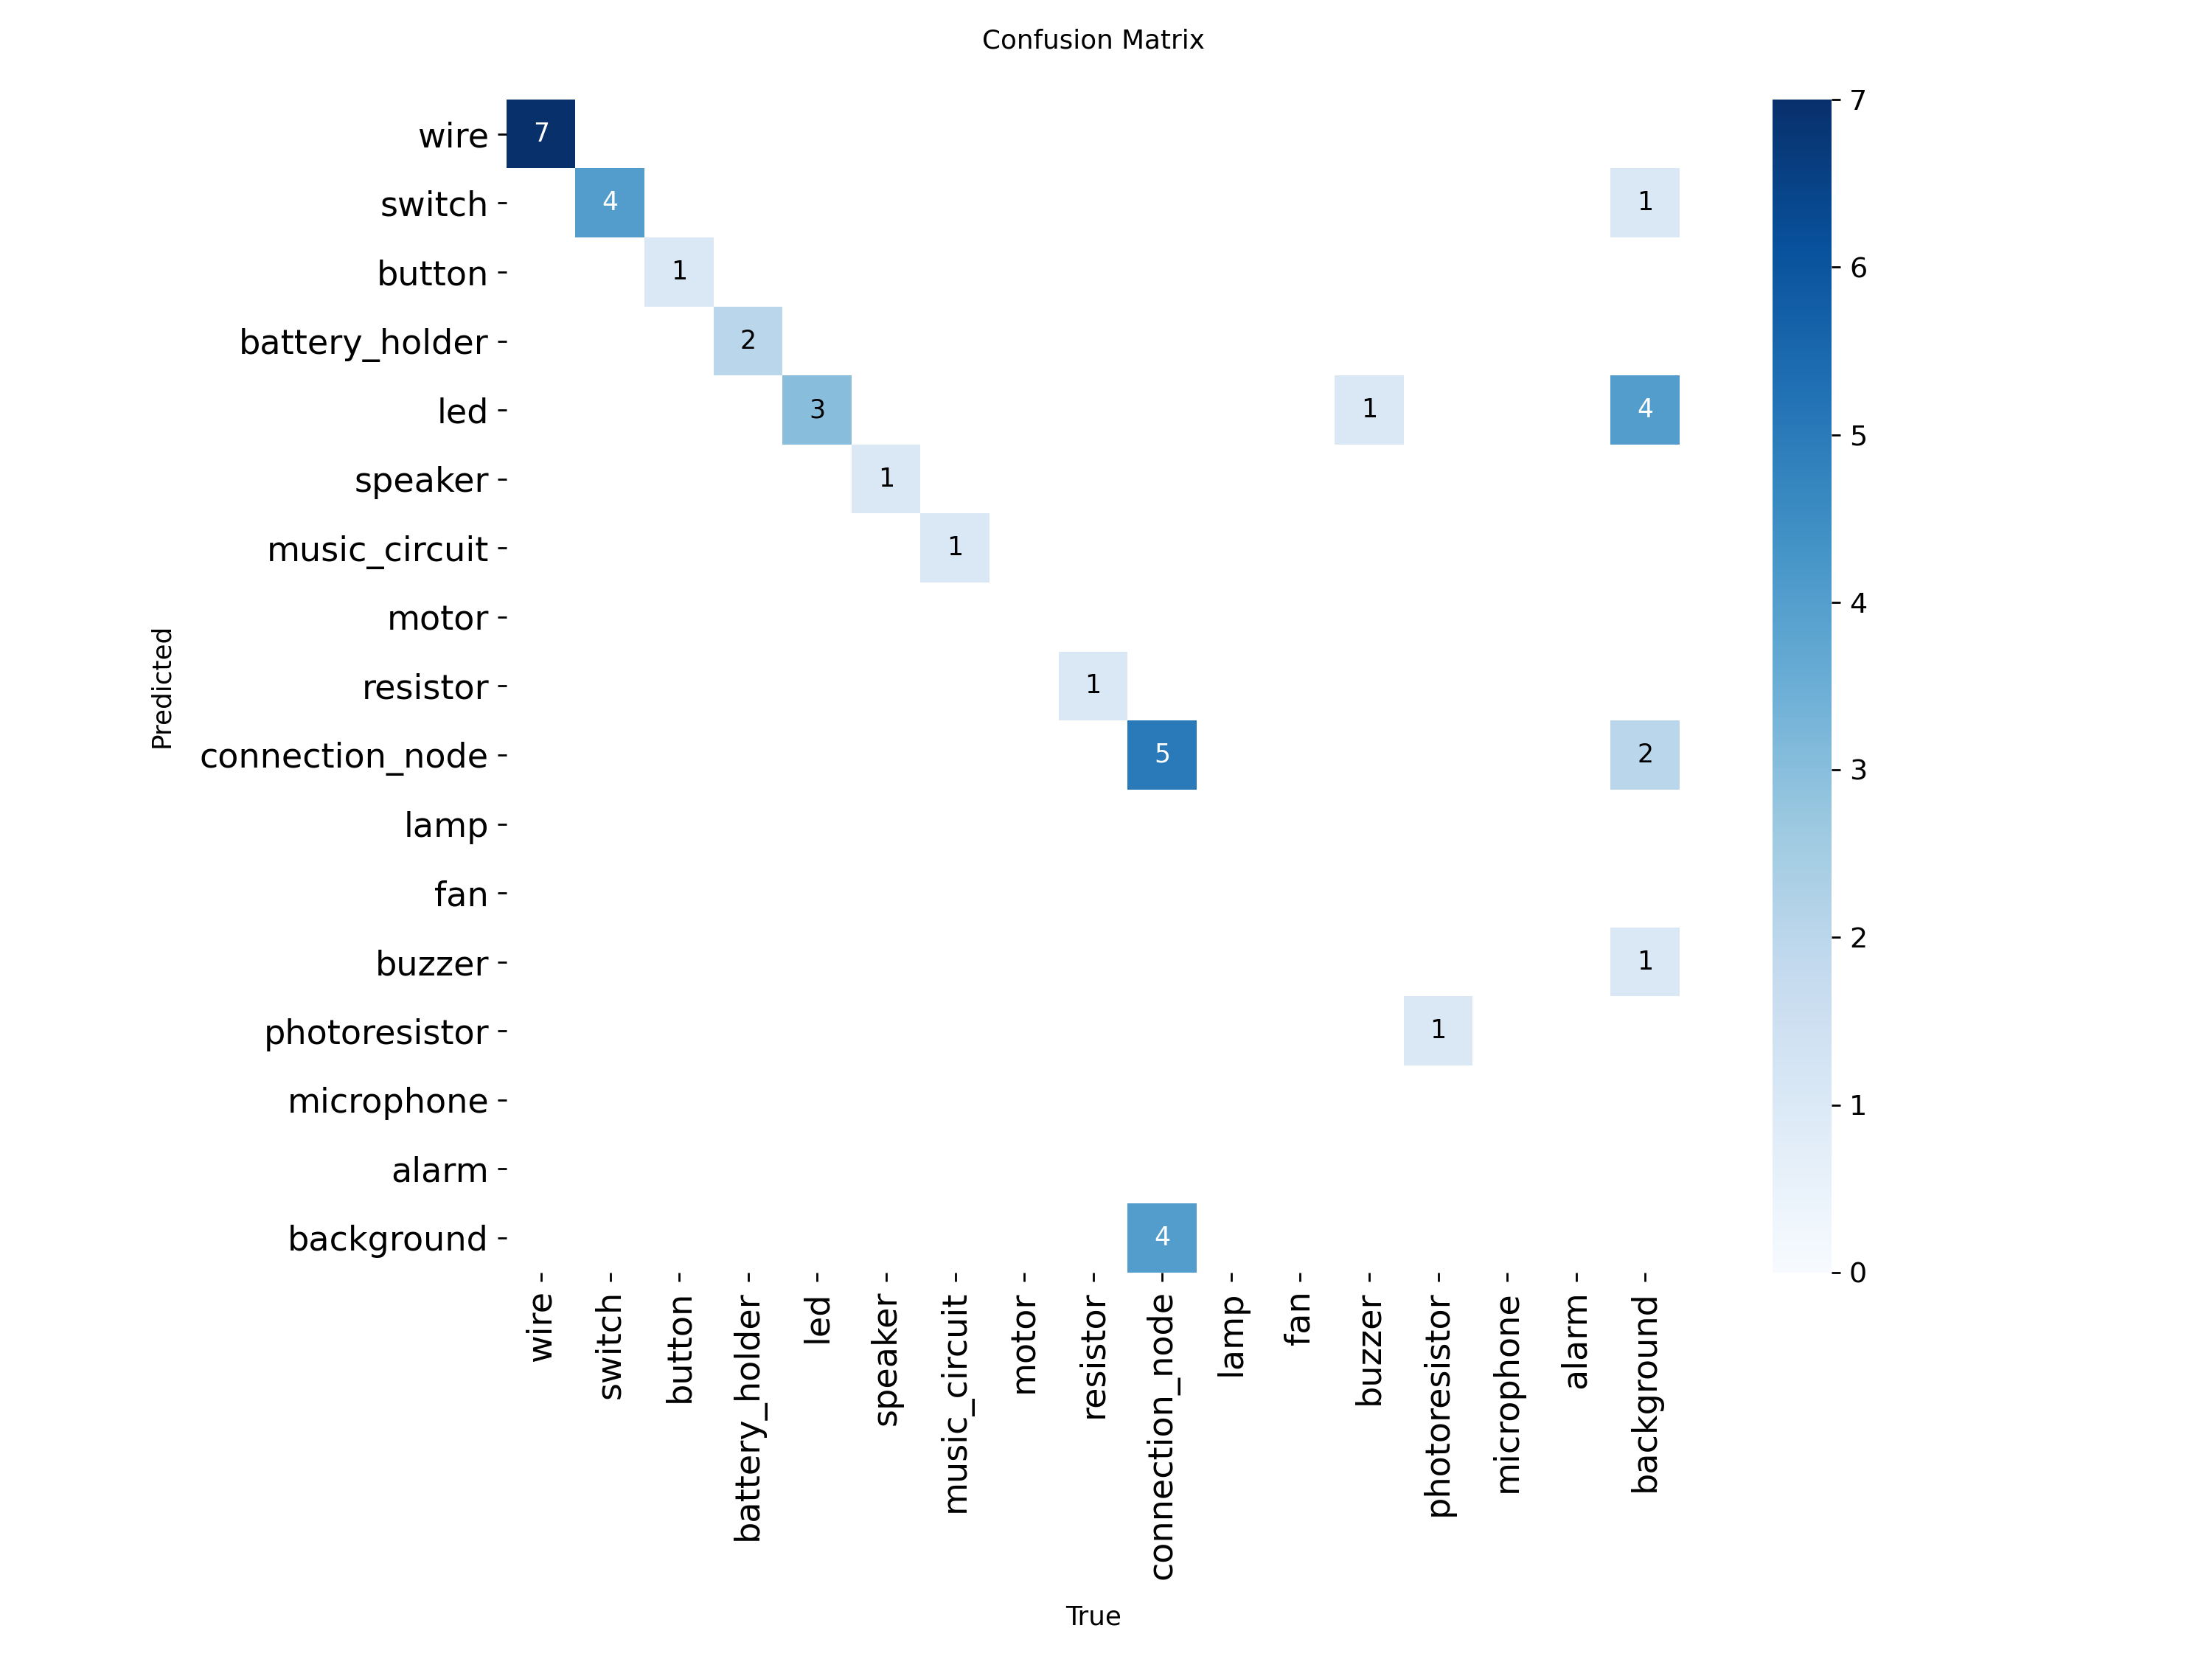 Confusion Matrix
wire 7
switch 4 1
button 1
battery_holder 2
led 3 1 4
speaker 1
music_circuit 1
motor
resistor 1
connection_node 5 2
lamp
fan
buzzer 1
photoresistor 1
microphone
alarm
background 4
Predicted
wire
switch
button
battery_holder
led
speaker
music_circuit
motor
resistor
connection_node
lamp
fan
buzzer
photoresistor
microphone
alarm
background
True
7
6
5
4
3
2
1
0